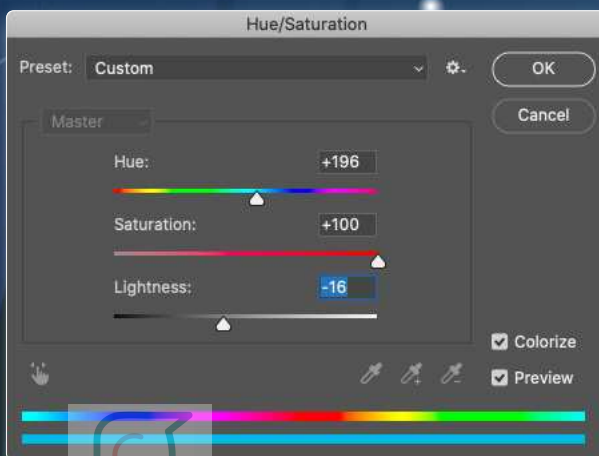 Hue/Saturation
Preset: Custom
OK
Cancel
Master
Hue: +196
Saturation: +100
Lightness: -16
Colorize
Preview